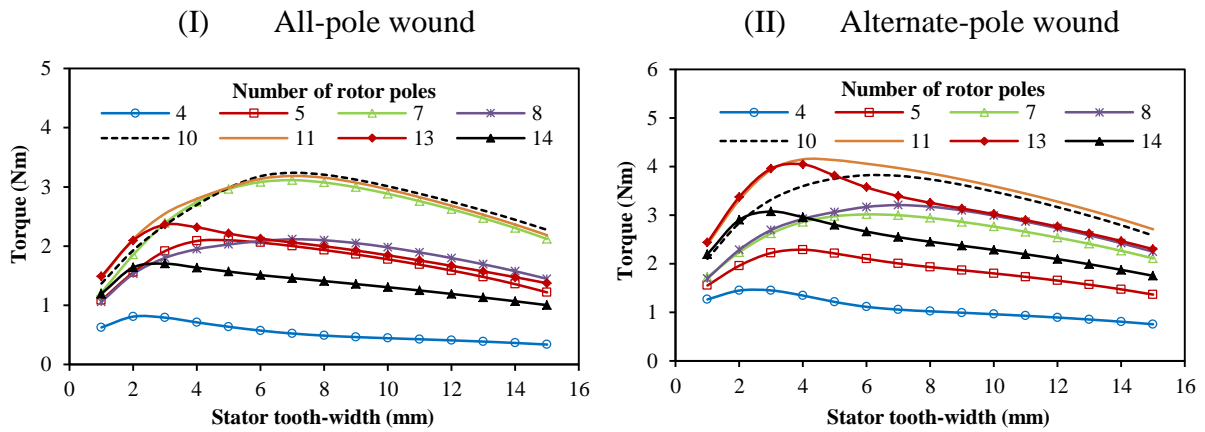 (I) All-pole wound
5
4
3
2
1
0
Torque (Nm)
Number of rotor poles
4 5 7 8
10 11 13 14
0 2 4 6 8 10 12 14 16
Stator tooth-width (mm)
(II) Alternate-pole wound
6
5
4
3
2
1
0
Torque (Nm)
Number of rotor poles
4 5 7 8
10 11 13 14
0 2 4 6 8 10 12 14 16
Stator tooth-width (mm)